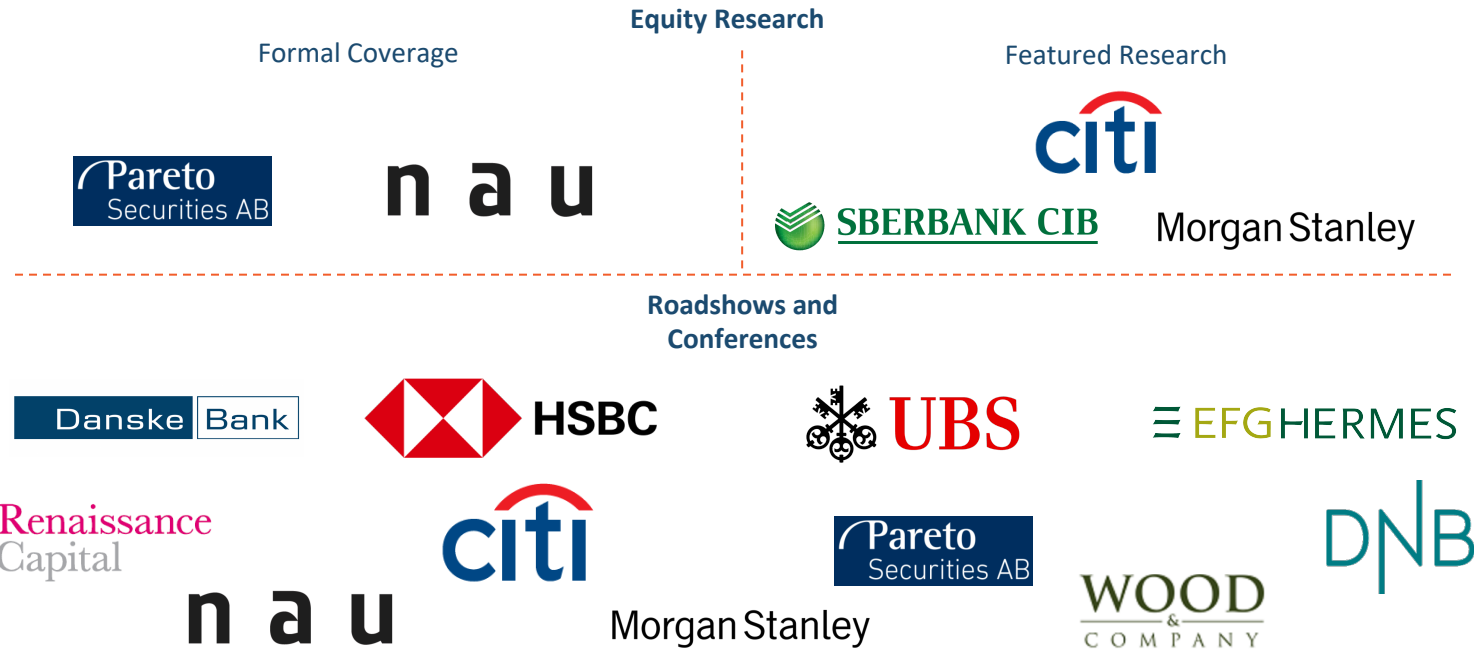 Equity Research
Formal Coverage
Featured Research
citi
Pareto
Securities AB
n a u
SBERBANK CIB
Morgan Stanley
Roadshows and
Conferences
Danske Bank
HSBC
UBS
EFGHERMES
Renaissance
Capital
citi
Pareto
Securities AB
DNB
n a u
Morgan Stanley
WOOD
&
COMPANY